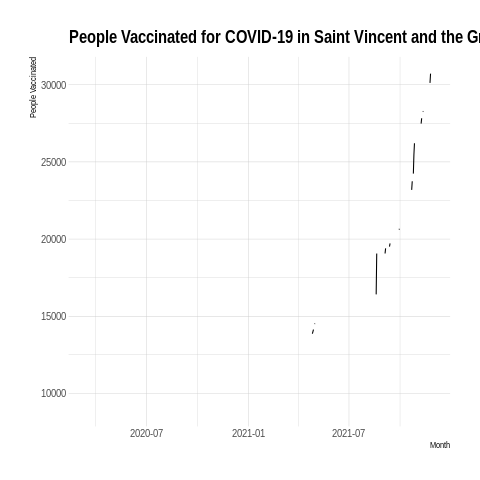 People Vaccinated for COVID-19 in Saint Vincent and the Gr
People Vaccinated
30000
25000
20000
15000
10000
2020-07
2021-01
2021-07
Month